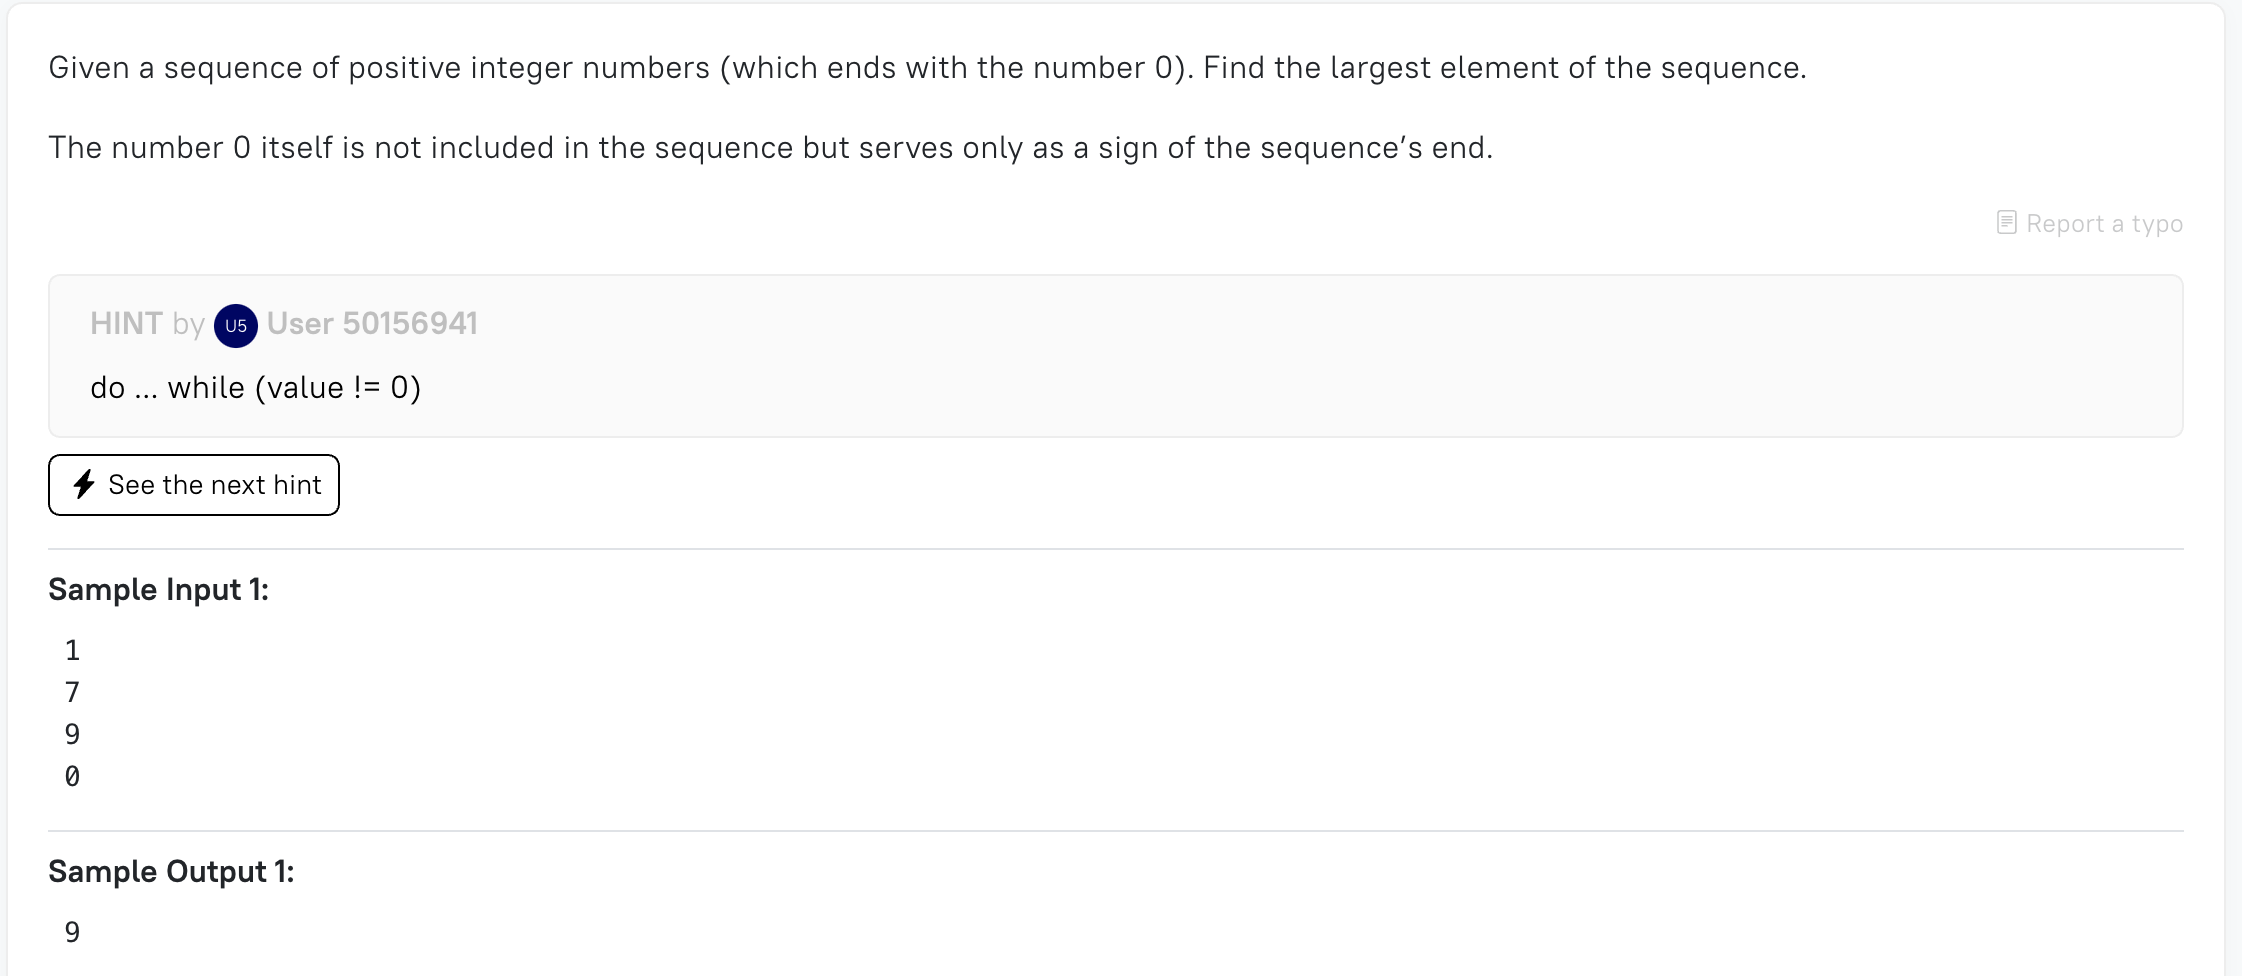 Given a sequence of positive integer numbers (which ends with the number 0). Find the largest element of the sequence.
The number 0 itself is not included in the sequence but serves only as a sign of the sequence’s end.
Report a typo
HINT by U5 User 50156941
do ... while (value != 0)
See the next hint
Sample Input 1:
1
7
9
0
Sample Output 1:
9